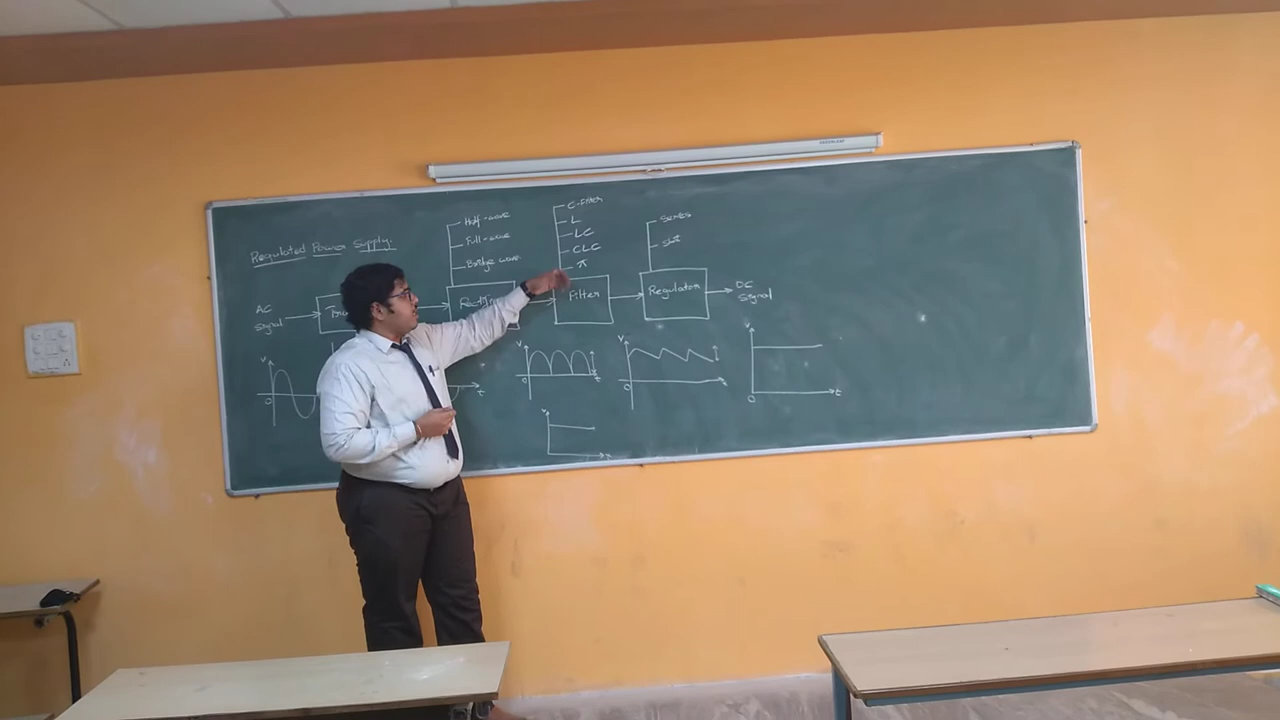 Regulated Power Supply.
Half-wave
Full-wave
Bridge wave.
C-Filter
L
LC
CLC
π
Series
AC
Signal
Filter
Regulator
DC
Signal
V
O
t
V
O
t
V
O
t
V
O
t
V